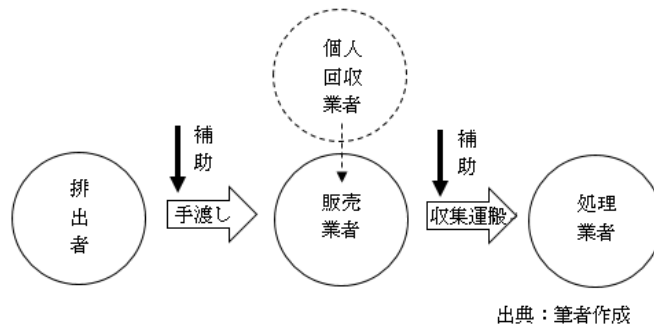 個人
回収
業者
補助
補助
排出者
手渡し
販売
業者
収集運搬
処理
業者
出典：筆者作成